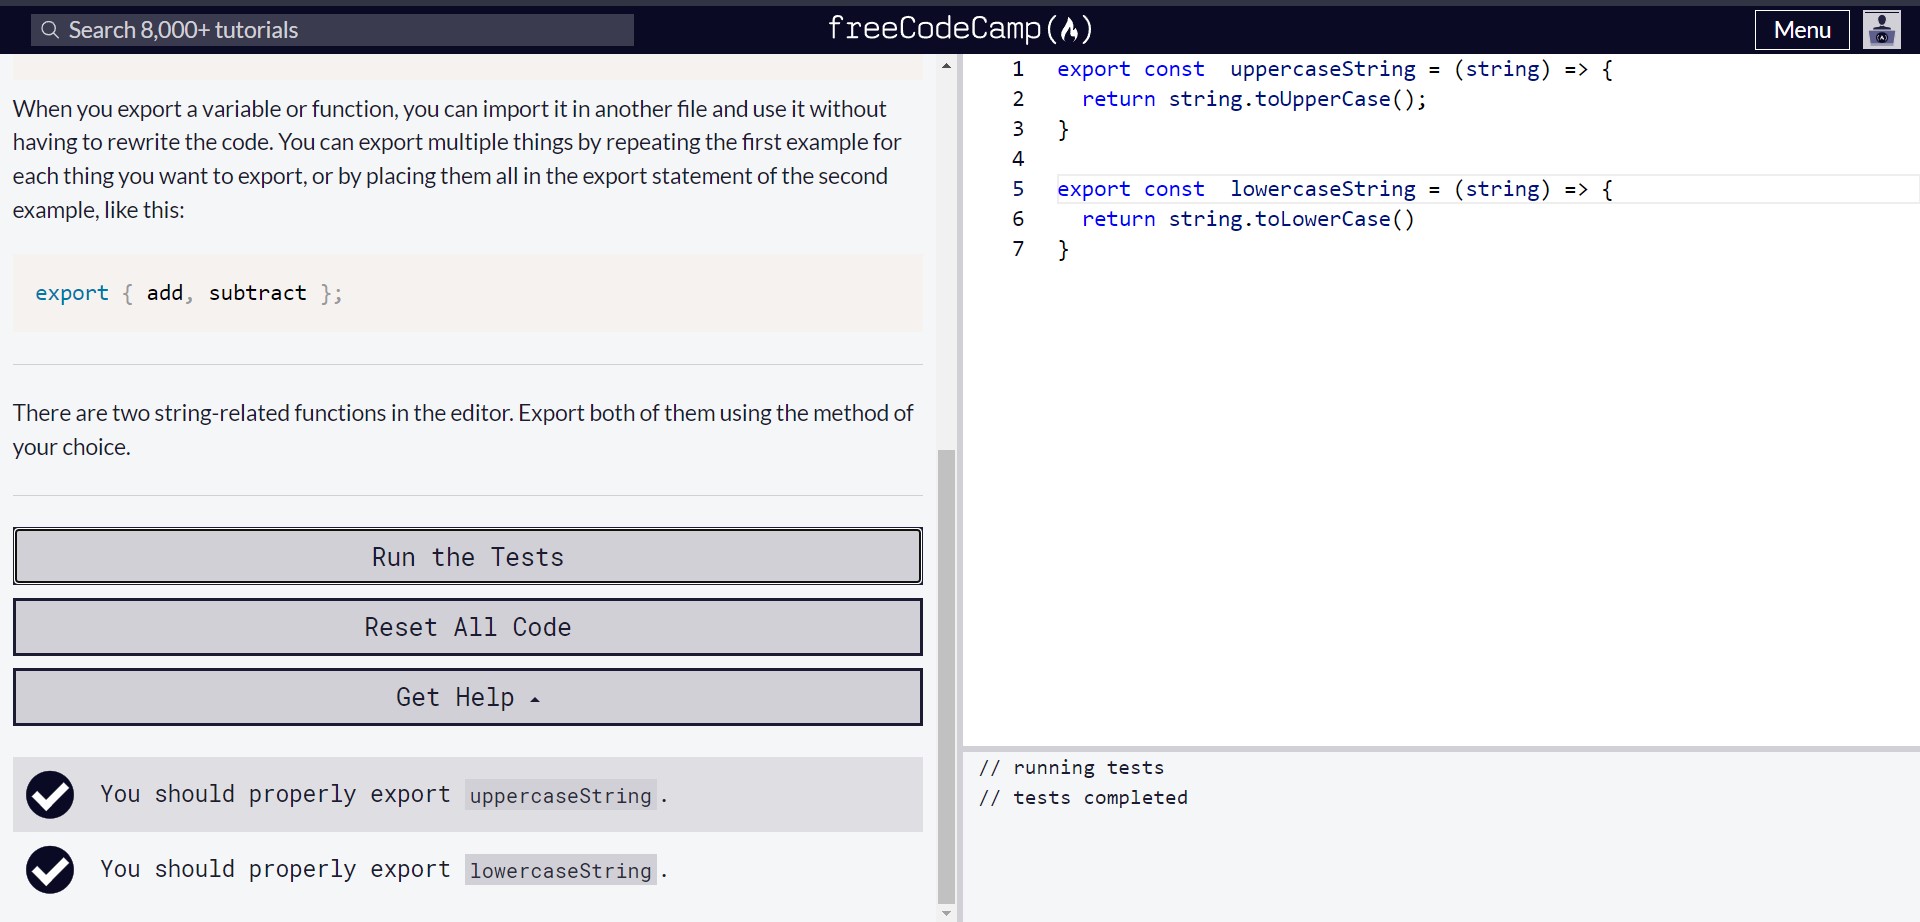 Search 8,000+ tutorials
freeCodeCamp(🔥)
Menu
When you export a variable or function, you can import it in another file and use it without
having to rewrite the code. You can export multiple things by repeating the first example for
each thing you want to export, or by placing them all in the export statement of the second
example, like this:
export { add, subtract };
There are two string-related functions in the editor. Export both of them using the method of
your choice.
Run the Tests
Reset All Code
Get Help
You should properly export uppercaseString.
You should properly export lowercaseString.
1 export const  uppercaseString = (string) => {
2   return string.toUpperCase();
3 }
4
5 export const  lowercaseString = (string) => {
6   return string.toLowerCase()
7 }
// running tests
// tests completed